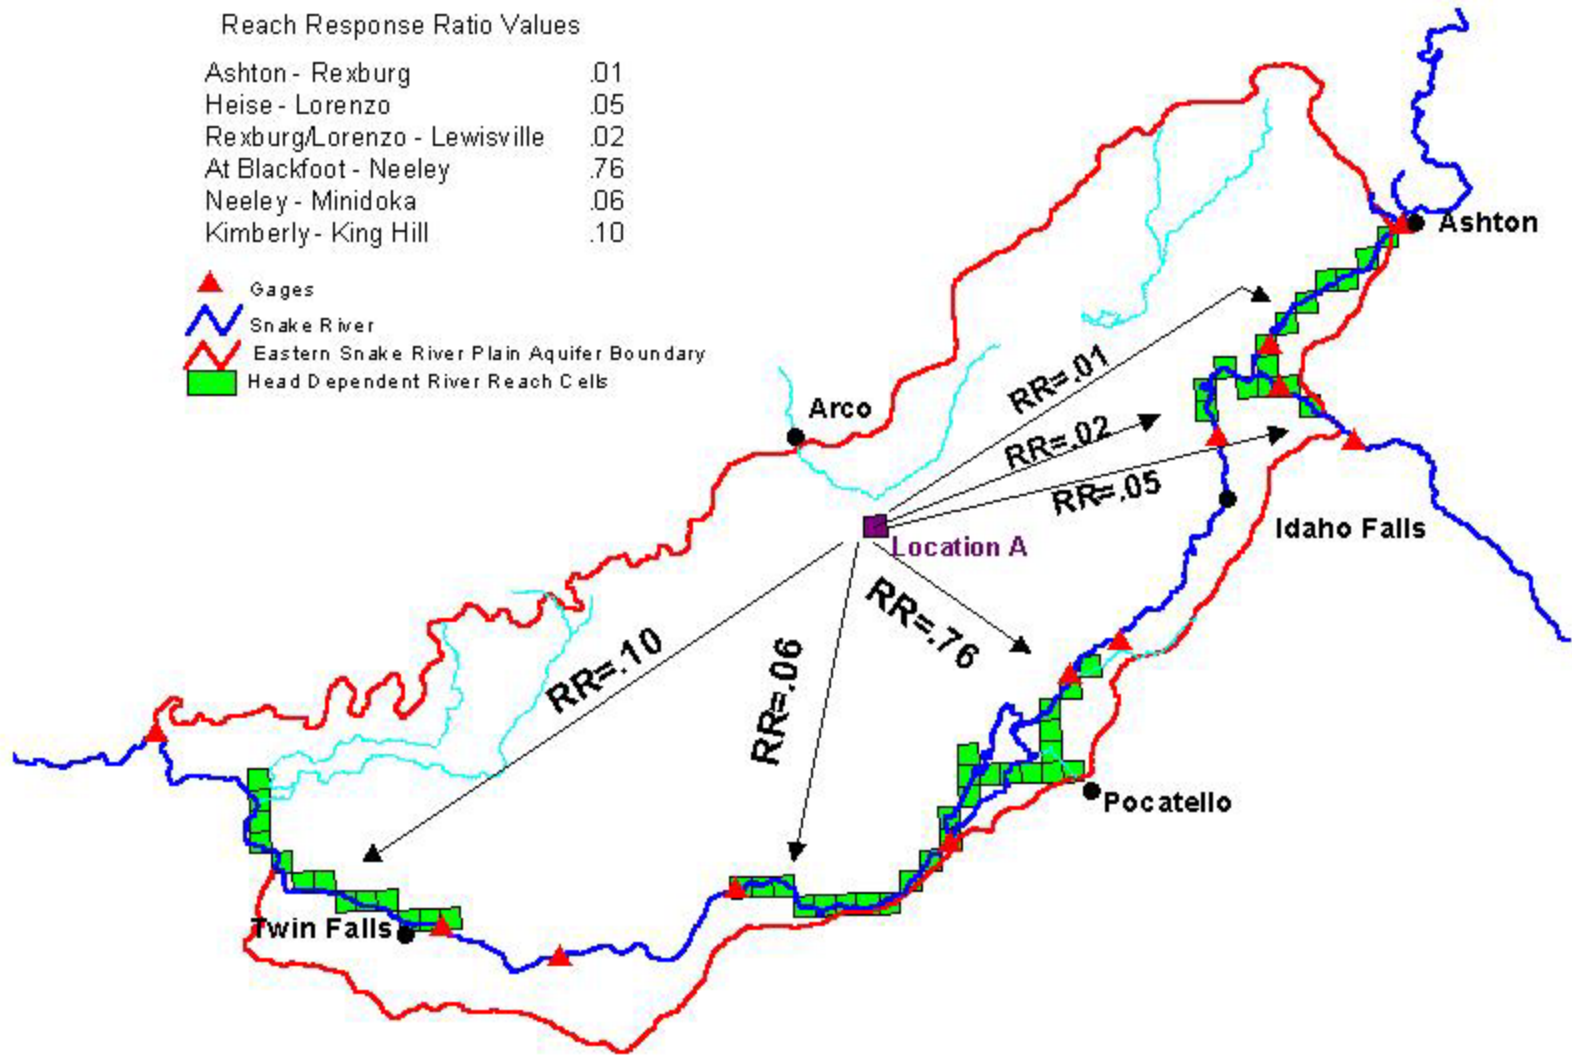 Reach Response Ratio Values
Ashton - Rexburg .01
Heise - Lorenzo .05
Rexburg/Lorenzo - Lewisville .02
At Blackfoot - Neeley .76
Neeley - Minidoka .06
Kimberly - King Hill .10
Gages
Snake River
Eastern Snake River Plain Aquifer Boundary
Head Dependent River Reach Cells
Ashton
RR=.01
Arco
RR=.02
RR=.05
Idaho Falls
Location A
RR=.76
RR=.10
RR=.06
Pocatello
Twin Falls